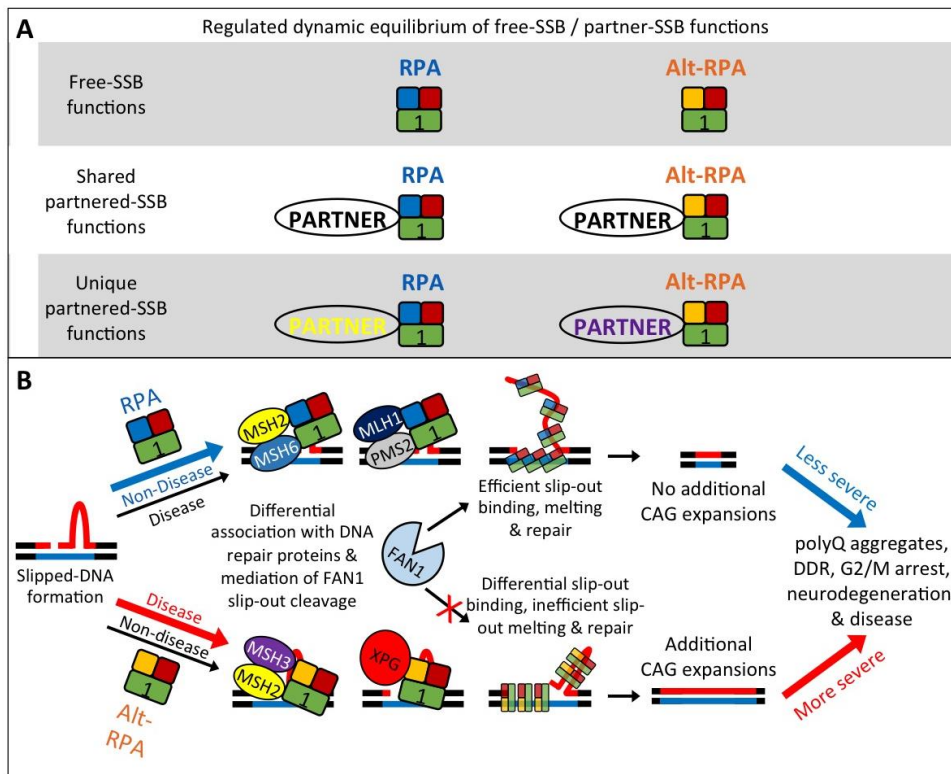 A
Regulated dynamic equilibrium of free-SSB / partner-SSB functions
Free-SSB
functions
RPA
1
Alt-RPA
1
Shared
partnered-SSB
functions
RPA
PARTNER
1
Alt-RPA
PARTNER
1
Unique
partnered-SSB
functions
RPA
PARTNER
1
Alt-RPA
PARTNER
1
B
RPA
1
Non-Disease
Disease
Slipped-DNA
formation
Disease
Non-disease
1
Alt-
RPA
MSH2
MSH6
1
MLH1
PMS2
1
Differential
association with DNA
repair proteins &
mediation of FAN1
slip-out cleavage
FAN1
MSH3
MSH2
1
XPG
1
Efficient slip-out
binding, melting
& repair
Differential slip-out
binding, inefficient slip-
out melting & repair
No additional
CAG expansions
Additional
CAG expansions
Less severe
polyQ aggregates,
DDR, G2/M arrest,
neurodegeneration
& disease
More severe